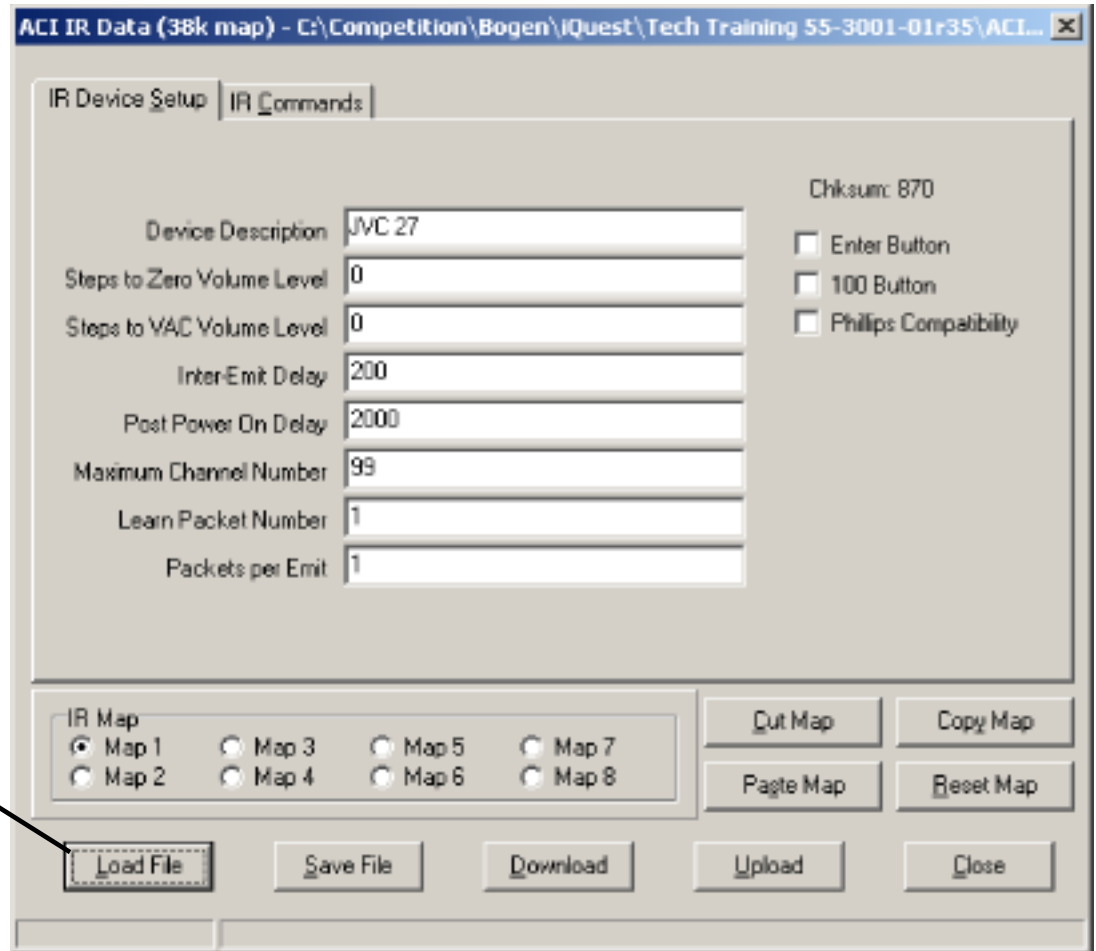 ACI IR Data (38k map) - C:\Competition\Bogen\iQuest\Tech Training 55-3001-01r35\ACI...
IR Device Setup
IR Commands
Chksum: 870
Device Description JVC 27
Enter Button
Steps to Zero Volume Level 0
100 Button
Steps to VAC Volume Level 0
Phillips Compatibility
Inter-Emit Delay 200
Post Power On Delay 2000
Maximum Channel Number 99
Learn Packet Number 1
Packets per Emit 1
IR Map
Map 1 Map 3 Map 5 Map 7
Map 2 Map 4 Map 6 Map 8
Cut Map Copy Map
Paste Map Reset Map
Load File Save File Download Upload Close